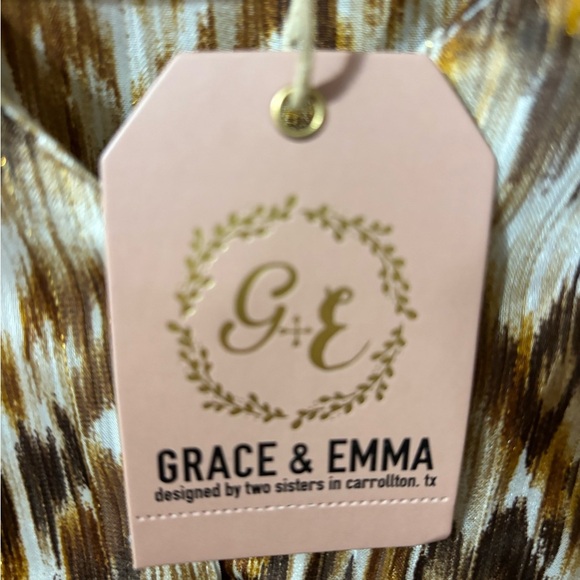 G+E
GRACE & EMMA
designed by two sisters in carrollton, tx